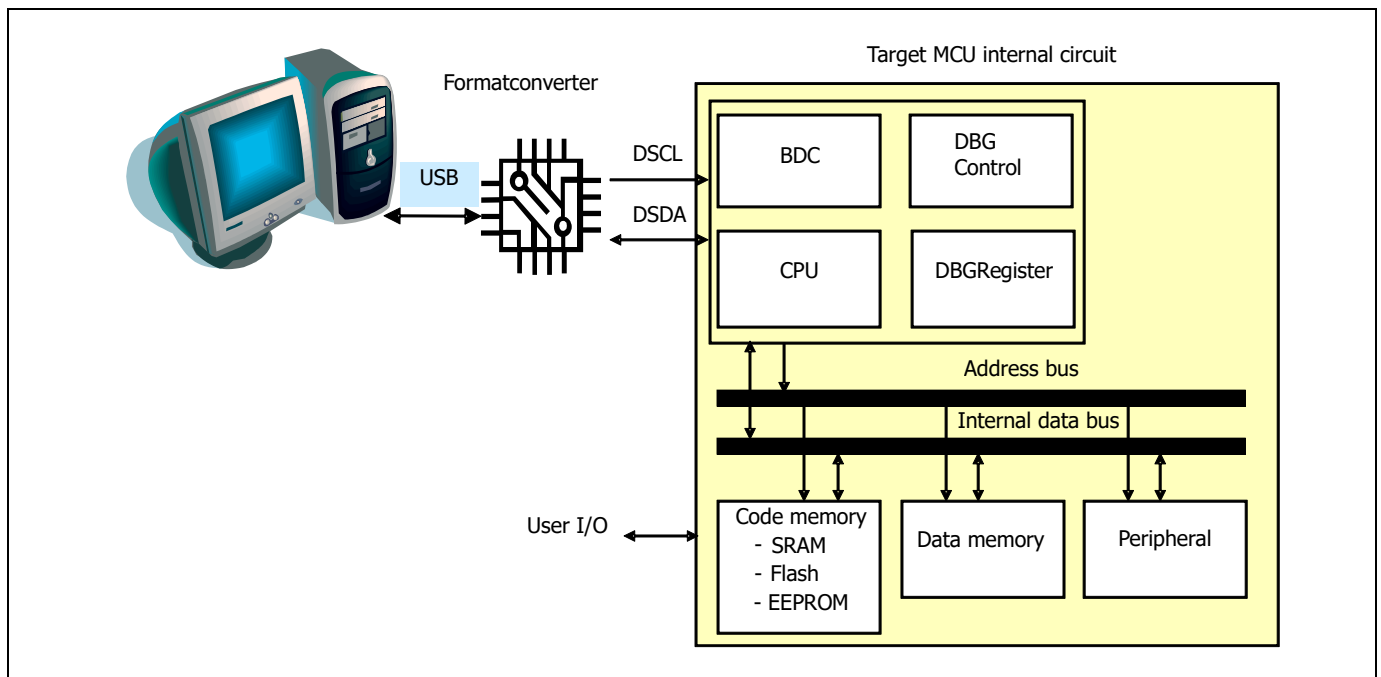 Target MCU internal circuit
Formatconverter
USB
DSCL
DSDA
BDC
DBG
Control
CPU
DBGRegister
Address bus
Internal data bus
User I/O
Code memory
- SRAM
- Flash
- EEPROM
Data memory
Peripheral